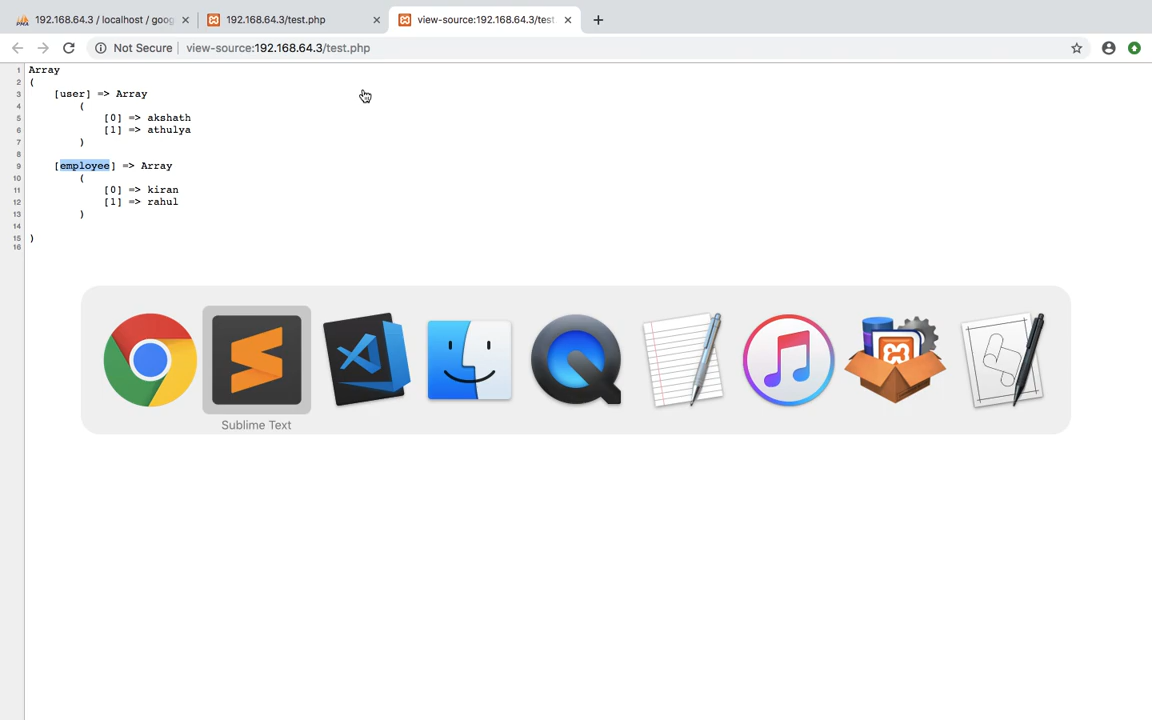 192.168.64.3 / localhost / goog
192.168.64.3/test.php
view-source:192.168.64.3/test
Not Secure
view-source:192.168.64.3/test.php
1 Array
2 (
3 [user] => Array
4 (
5 [0] => akshath
6 [1] => athulya
7 )
8
9 [employee] => Array
10 (
11 [0] => kiran
12 [1] => rahul
13 )
14
15 )
16
Sublime Text